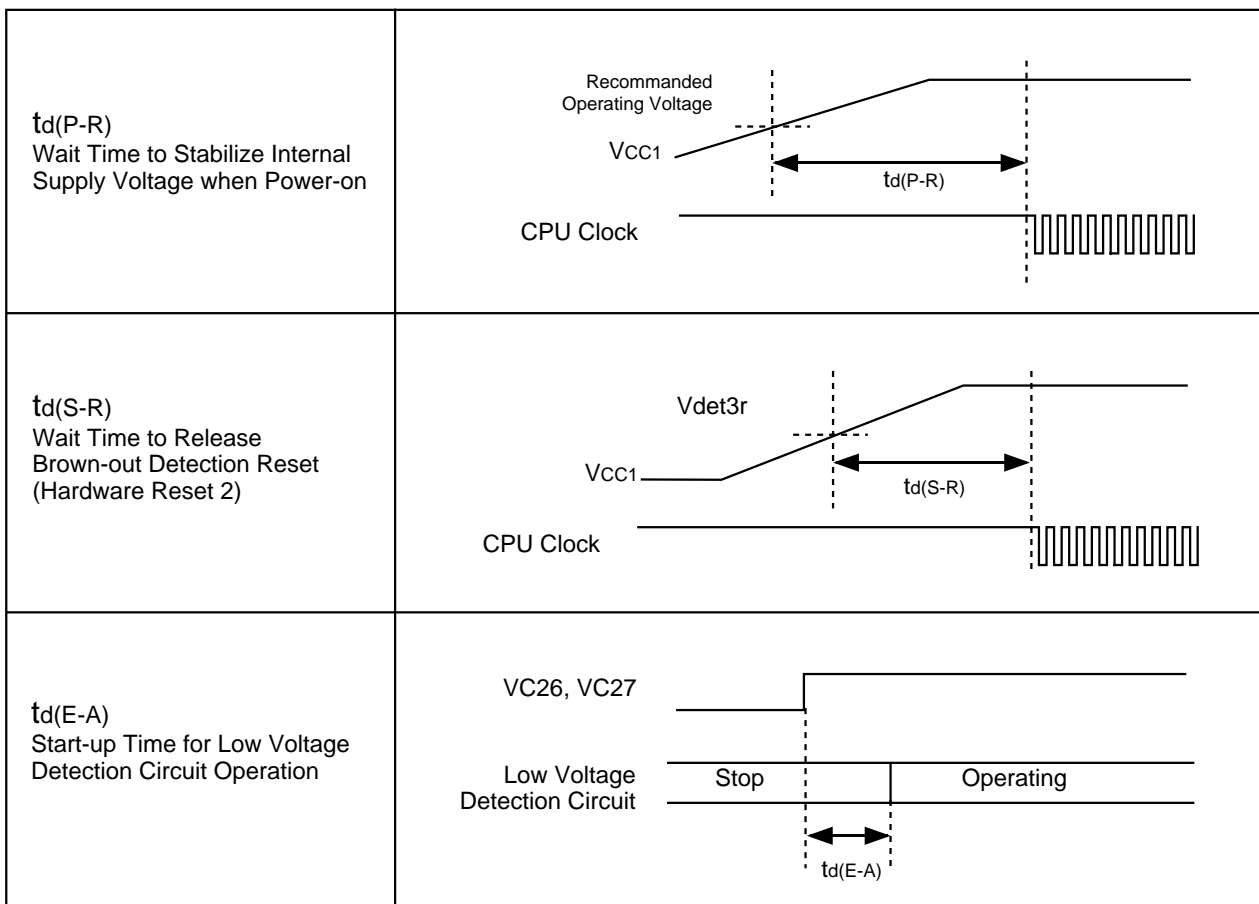 td(P-R)
Wait Time to Stabilize Internal
Supply Voltage when Power-on
Recommanded
Operating Voltage
VCC1
td(P-R)
CPU Clock
td(S-R)
Wait Time to Release
Brown-out Detection Reset
(Hardware Reset 2)
Vdet3r
VCC1
td(S-R)
CPU Clock
td(E-A)
Start-up Time for Low Voltage
Detection Circuit Operation
VC26, VC27
Low Voltage
Detection Circuit
Stop
Operating
td(E-A)